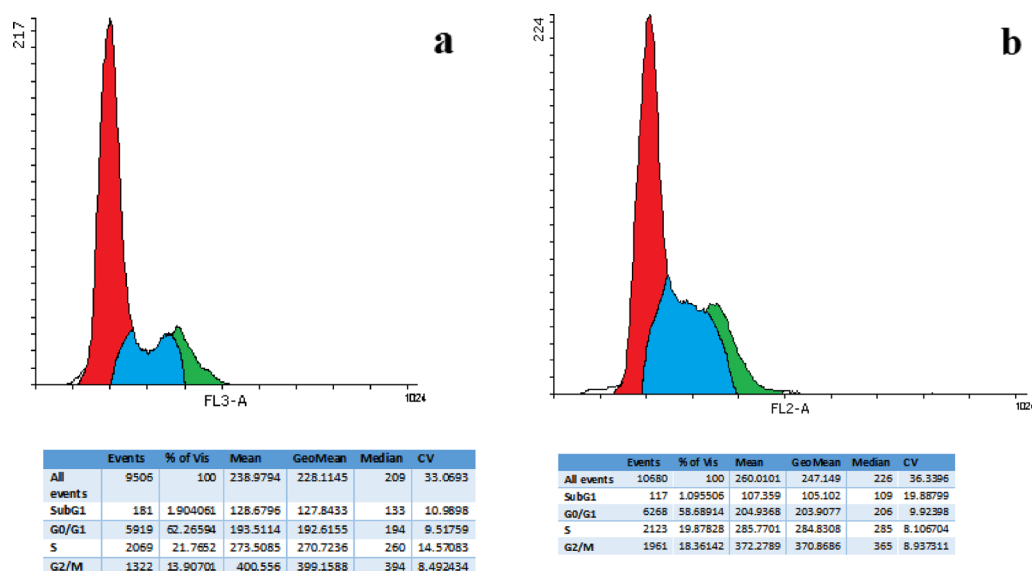 217
a
FL3-A
1024
224
b
FL2-A
Events % of Vis Mean GeoMean Median CV
All events 9506 100 238.9794 228.1145 209 33.0693
SubG1 181 1.904061 128.6796 127.8433 133 10.9898
G0/G1 5919 62.26594 193.5114 192.6155 194 9.51759
S 2069 21.7652 273.5085 270.7236 260 14.57083
G2/M 1322 13.90701 400.556 399.1588 394 8.492434
Events % of Vis Mean GeoMean Median CV
All events 10680 100 260.0101 247.149 226 36.3396
SubG1 117 1.095506 107.359 105.102 109 19.88799
G0/G1 6268 58.68914 204.9368 203.9077 206 9.92398
S 2123 19.87828 285.7701 284.8308 285 8.106704
G2/M 1961 18.36142 372.2789 370.8686 365 8.937311